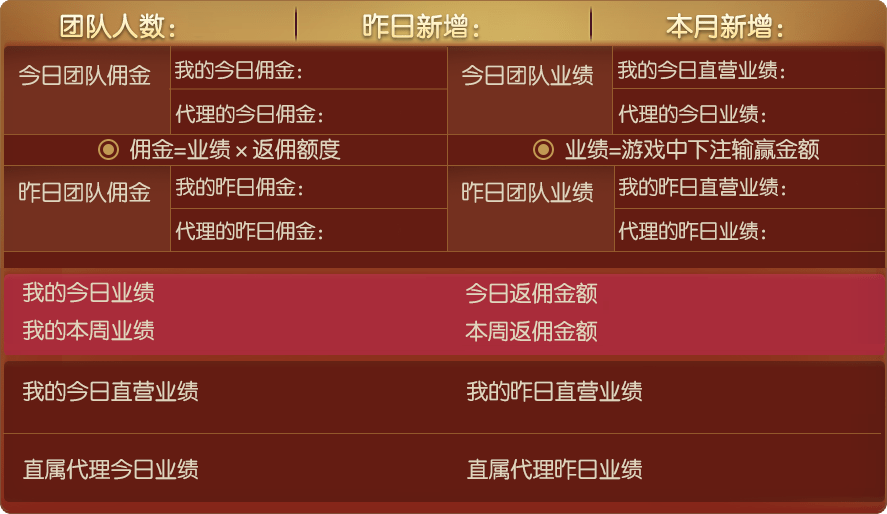 团队人数: 昨日新增: 本月新增:
今日团队佣金 我的今日佣金: 今日团队业绩 我的今日直营业绩:
代理的今日佣金: 代理的今日业绩:
佣金=业绩×返佣额度 业绩=游戏中下注输赢金额
昨日团队佣金 我的昨日佣金: 昨日团队业绩 我的昨日直营业绩:
代理的昨日佣金: 代理的昨日业绩:
我的今日业绩 今日返佣金额
我的本周业绩 本周返佣金额
我的今日直营业绩 我的昨日直营业绩
直属代理今日业绩 直属代理昨日业绩